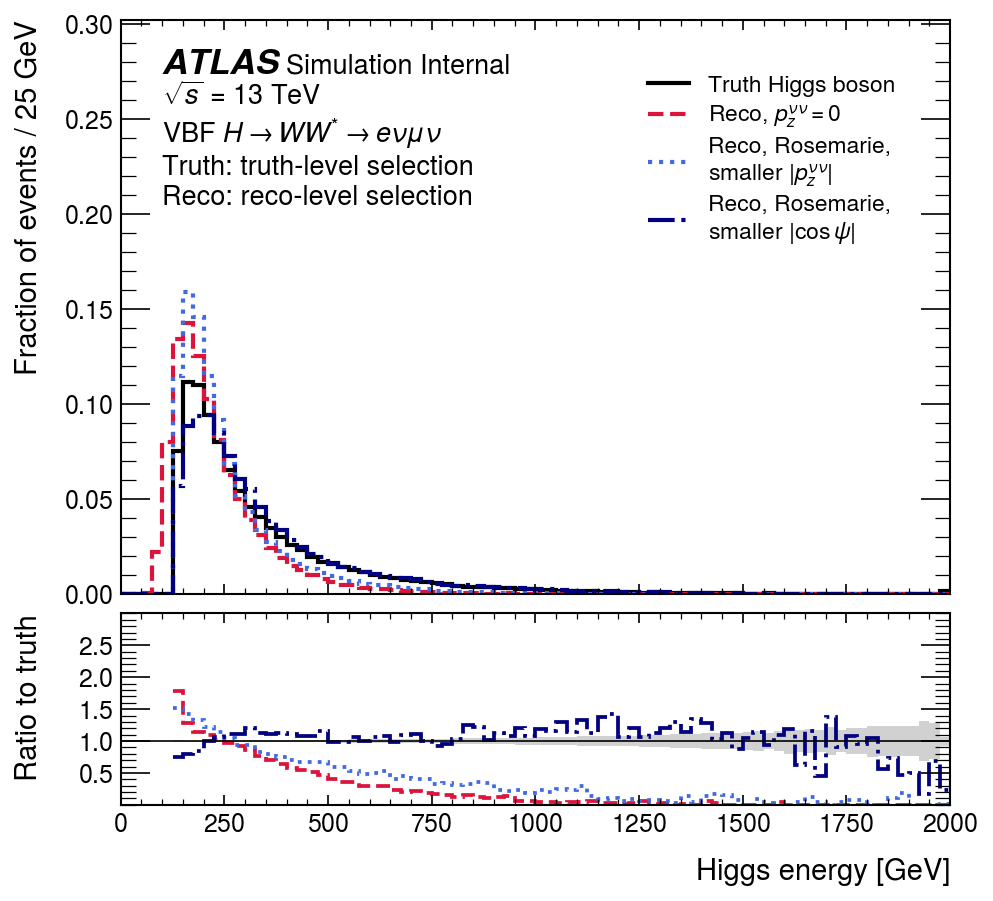 0.30
0.25
0.20
0.15
0.10
0.05
0.00
Fraction of events / 25 GeV
ATLAS Simulation Internal
√s = 13 TeV
VBF H → WW* → eνμν
Truth: truth-level selection
Reco: reco-level selection
Truth Higgs boson
Reco, p_z^{νν} = 0
Reco, Rosemarie,
smaller |p_z^{νν}|
Reco, Rosemarie,
smaller |cos ψ|
Ratio to truth
2.5
2.0
1.5
1.0
0.5
0 250 500 750 1000 1250 1500 1750 2000
Higgs energy [GeV]